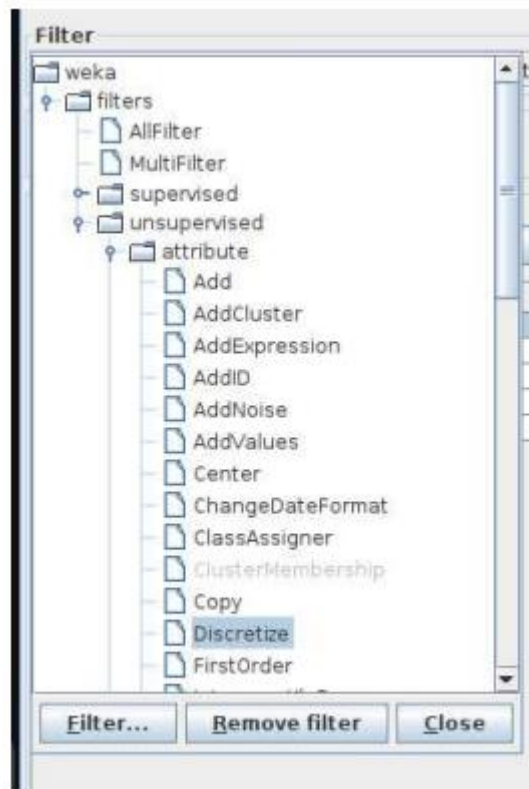 Filter
weka
filters
AllFilter
MultiFilter
supervised
unsupervised
attribute
Add
AddCluster
AddExpression
AddID
AddNoise
AddValues
Center
ChangeDateFormat
ClassAssigner
ClusterMembership
Copy
Discretize
FirstOrder
Filter... Remove filter Close